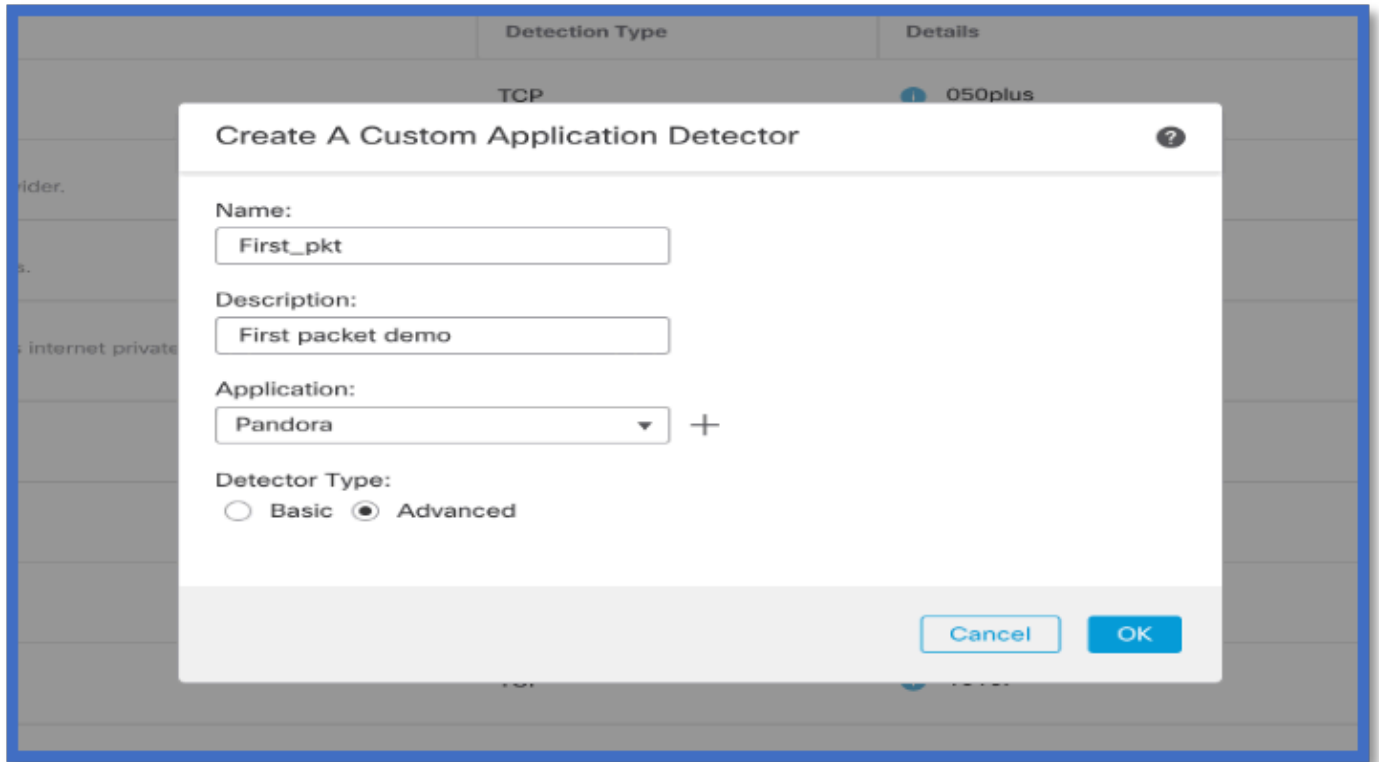 Detection Type Details
TCP 050plus
Create A Custom Application Detector
vider.
Name:
First_pkt
s.
Description:
First packet demo
s internet private
Application:
Pandora
Detector Type:
Basic Advanced
Cancel OK